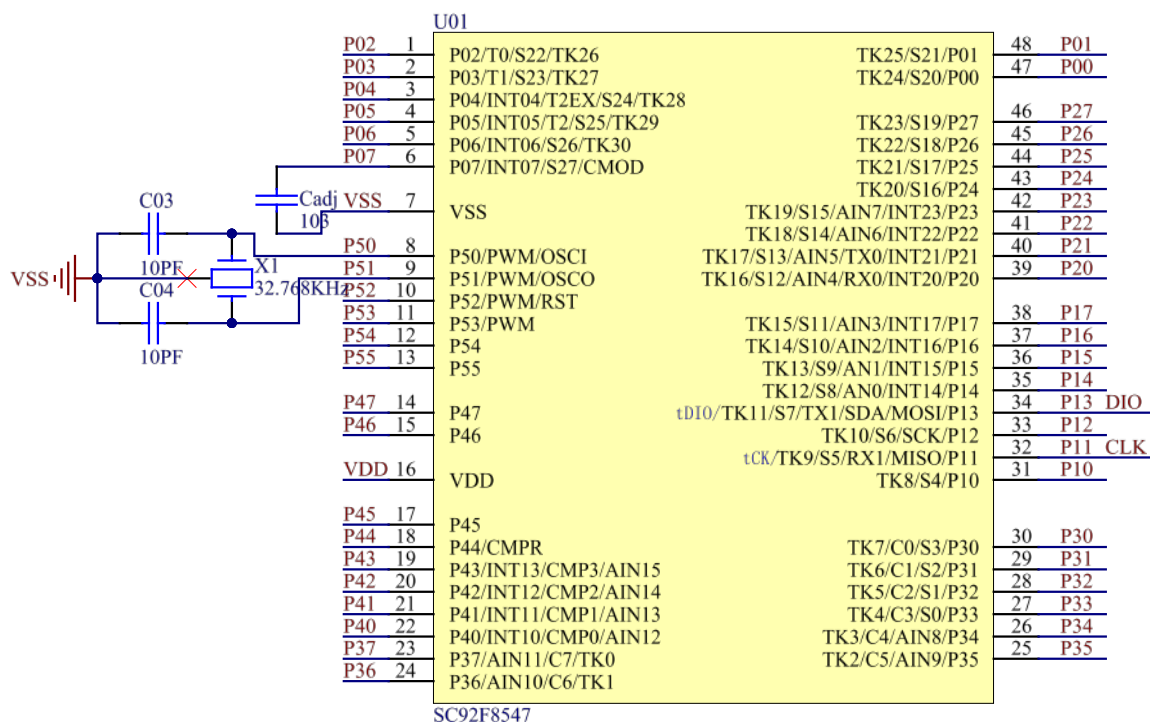 U01
P02 1 P02/T0/S22/TK26 TK25/S21/P01 48 P01
P03 2 P03/T1/S23/TK27 TK24/S20/P00 47 P00
P04 3 P04/INT04/T2EX/S24/TK28
P05 4 P05/INT05/T2/S25/TK29 TK23/S19/P27 46 P27
P06 5 P06/INT06/S26/TK30 TK22/S18/P26 45 P26
P07 6 P07/INT07/S27/CMOD TK21/S17/P25 44 P25
TK20/S16/P24 43 P24
C03 Cadj VSS 7 VSS TK19/S15/AIN7/INT23/P23 42 P23
103
TK18/S14/AIN6/INT22/P22 41 P22
P50 8 P50/PWM/OSCI TK17/S13/AIN5/TX0/INT21/P21 40 P21
VSS 10PF X1 P51 9 P51/PWM/OSCO TK16/S12/AIN4/RX0/INT20/P20 39 P20
C04 32.768KHz P52 10 P52/PWM/RST
P53 11 P53/PWM TK15/S11/AIN3/INT17/P17 38 P17
10PF P54 12 P54 TK14/S10/AIN2/INT16/P16 37 P16
P55 13 P55 TK13/S9/AN1/INT15/P15 36 P15
TK12/S8/AN0/INT14/P14 35 P14
P47 14 P47 tDIO/TK11/S7/TX1/SDA/MOSI/P13 34 P13 DIO
P46 15 P46 TK10/S6/SCK/P12 33 P12
tCK/TK9/S5/RX1/MISO/P11 32 P11 CLK
VDD 16 VDD TK8/S4/P10 31 P10
P45 17 P45
P44 18 P44/CMPR TK7/C0/S3/P30 30 P30
P43 19 P43/INT13/CMP3/AIN15 TK6/C1/S2/P31 29 P31
P42 20 P42/INT12/CMP2/AIN14 TK5/C2/S1/P32 28 P32
P41 21 P41/INT11/CMP1/AIN13 TK4/C3/S0/P33 27 P33
P40 22 P40/INT10/CMP0/AIN12 TK3/C4/AIN8/P34 26 P34
P37 23 P37/AIN11/C7/TK0 TK2/C5/AIN9/P35 25 P35
P36 24 P36/AIN10/C6/TK1
SC92F8547